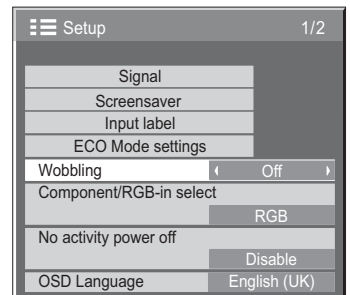 Setup 1/2
Signal
Screensaver
Input label
ECO Mode settings
Wobbling Off
Component/RGB-in select
RGB
No activity power off
Disable
OSD Language English (UK)